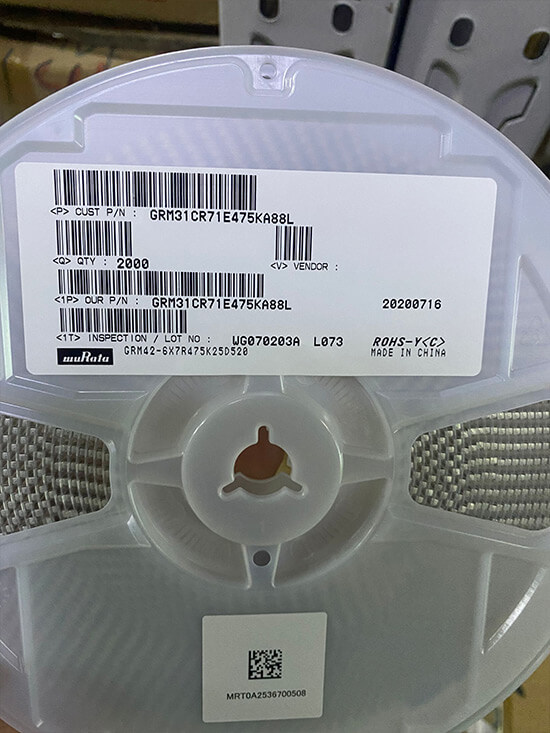 <P> CUST P/N : GRM31CR71E475KA88L
<Q> QTY : 2000 <V> VENDOR :
<1P> OUR P/N : GRM31CR71E475KA88L 20200716
<1T> INSPECTION / LOT NO : WG070203A L073 ROHS-Y<C>
muRata GRM42-6X7R475K25D520 MADE IN CHINA
MRT0A2536700508